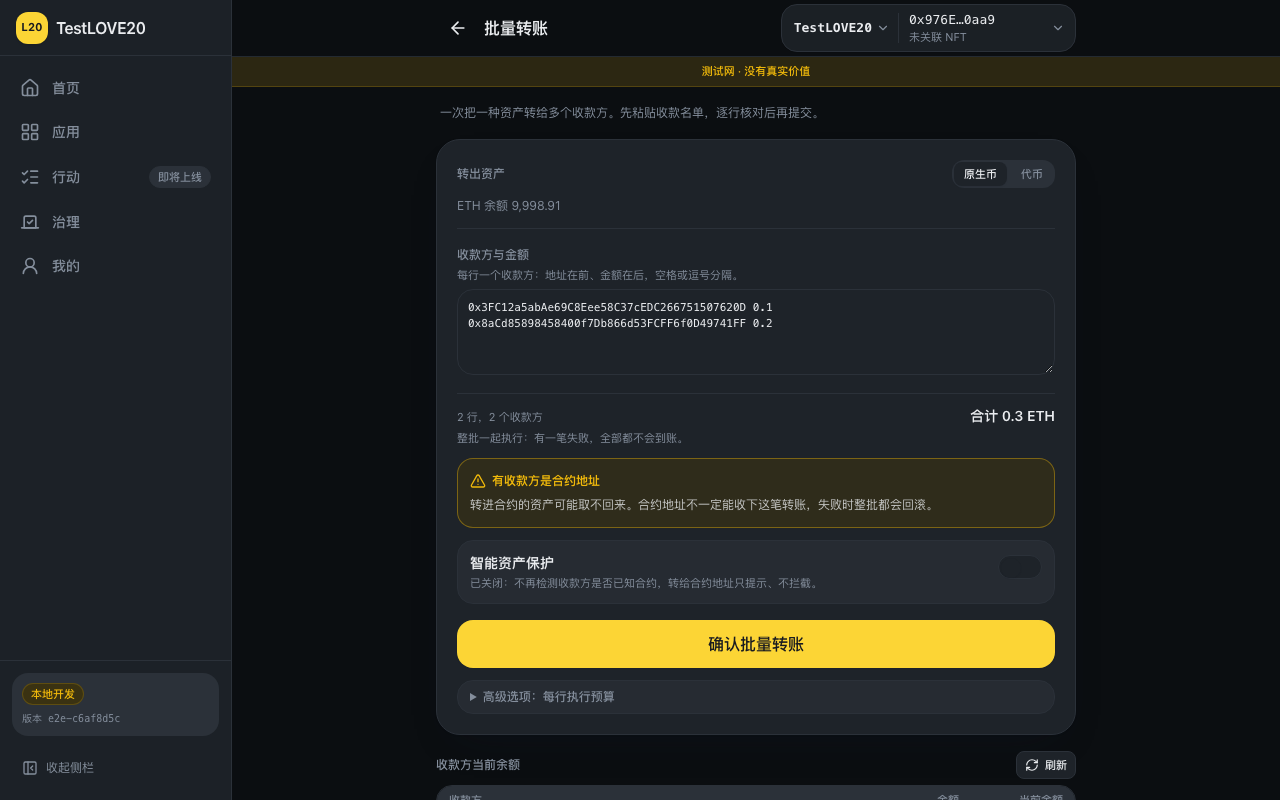 L20 TestLOVE20
首页
应用
行动 即将上线
治理
我的
本地开发
版本 e2e-c6af8d5c
收起侧栏
批量转账
TestLOVE20
0x976E…0aa9
未关联 NFT
测试网 · 没有真实价值
一次把一种资产转给多个收款方。先粘贴收款名单，逐行核对后再提交。
转出资产 原生币 代币
ETH 余额 9,998.91
收款方与金额
每行一个收款方：地址在前、金额在后，空格或逗号分隔。
0x3FC12a5abAe69C8Eee58C37cEDC266751507620D 0.1
0x8aCd85898458400f7Db866d53FCFF6f0D49741FF 0.2
2 行，2 个收款方 合计 0.3 ETH
整批一起执行：有一笔失败，全部都不会到账。
有收款方是合约地址
转进合约的资产可能取不回来。合约地址不一定能收下这笔转账，失败时整批都会回滚。
智能资产保护
已关闭：不再检测收款方是否已知合约，转给合约地址只提示、不拦截。
确认批量转账
高级选项：每行执行预算
收款方当前余额 刷新
收款方 金额 当前余额